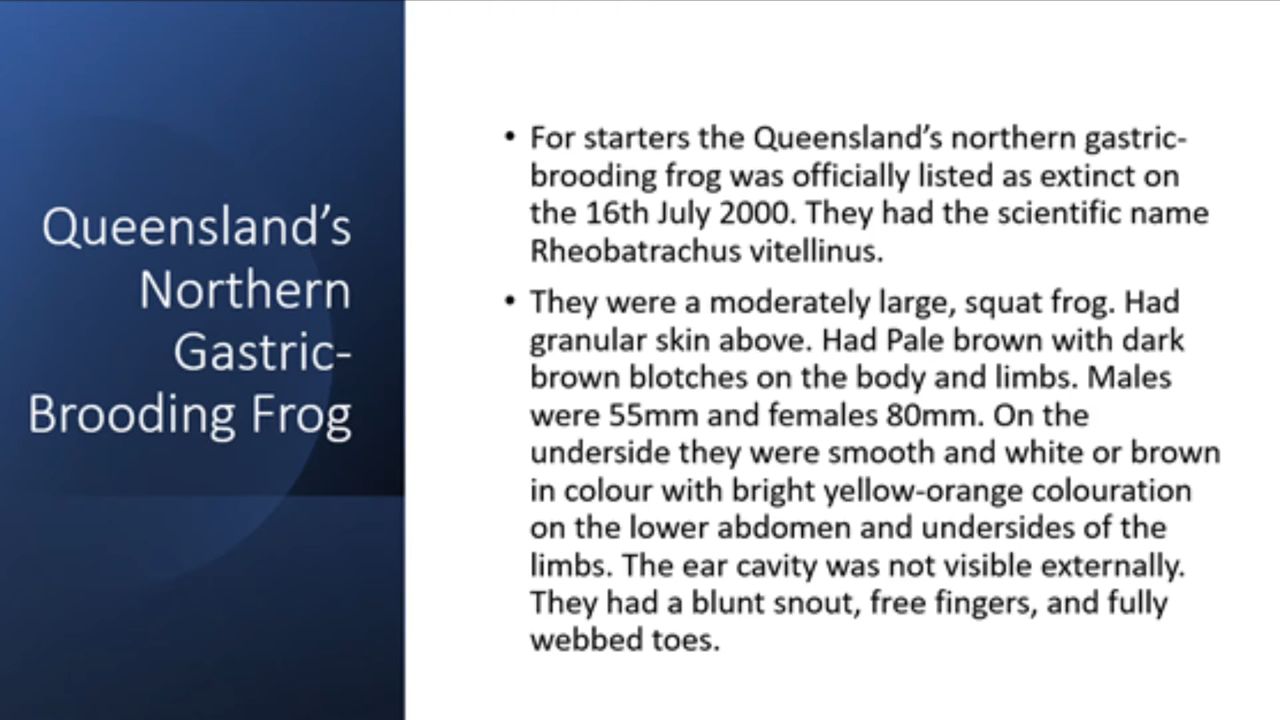 Queensland’s
Northern
Gastric-
Brooding Frog
• For starters the Queensland’s northern gastric-
brooding frog was officially listed as extinct on
the 16th July 2000. They had the scientific name
Rheobatrachus vitellinus.
• They were a moderately large, squat frog. Had
granular skin above. Had Pale brown with dark
brown blotches on the body and limbs. Males
were 55mm and females 80mm. On the
underside they were smooth and white or brown
in colour with bright yellow-orange colouration
on the lower abdomen and undersides of the
limbs. The ear cavity was not visible externally.
They had a blunt snout, free fingers, and fully
webbed toes.